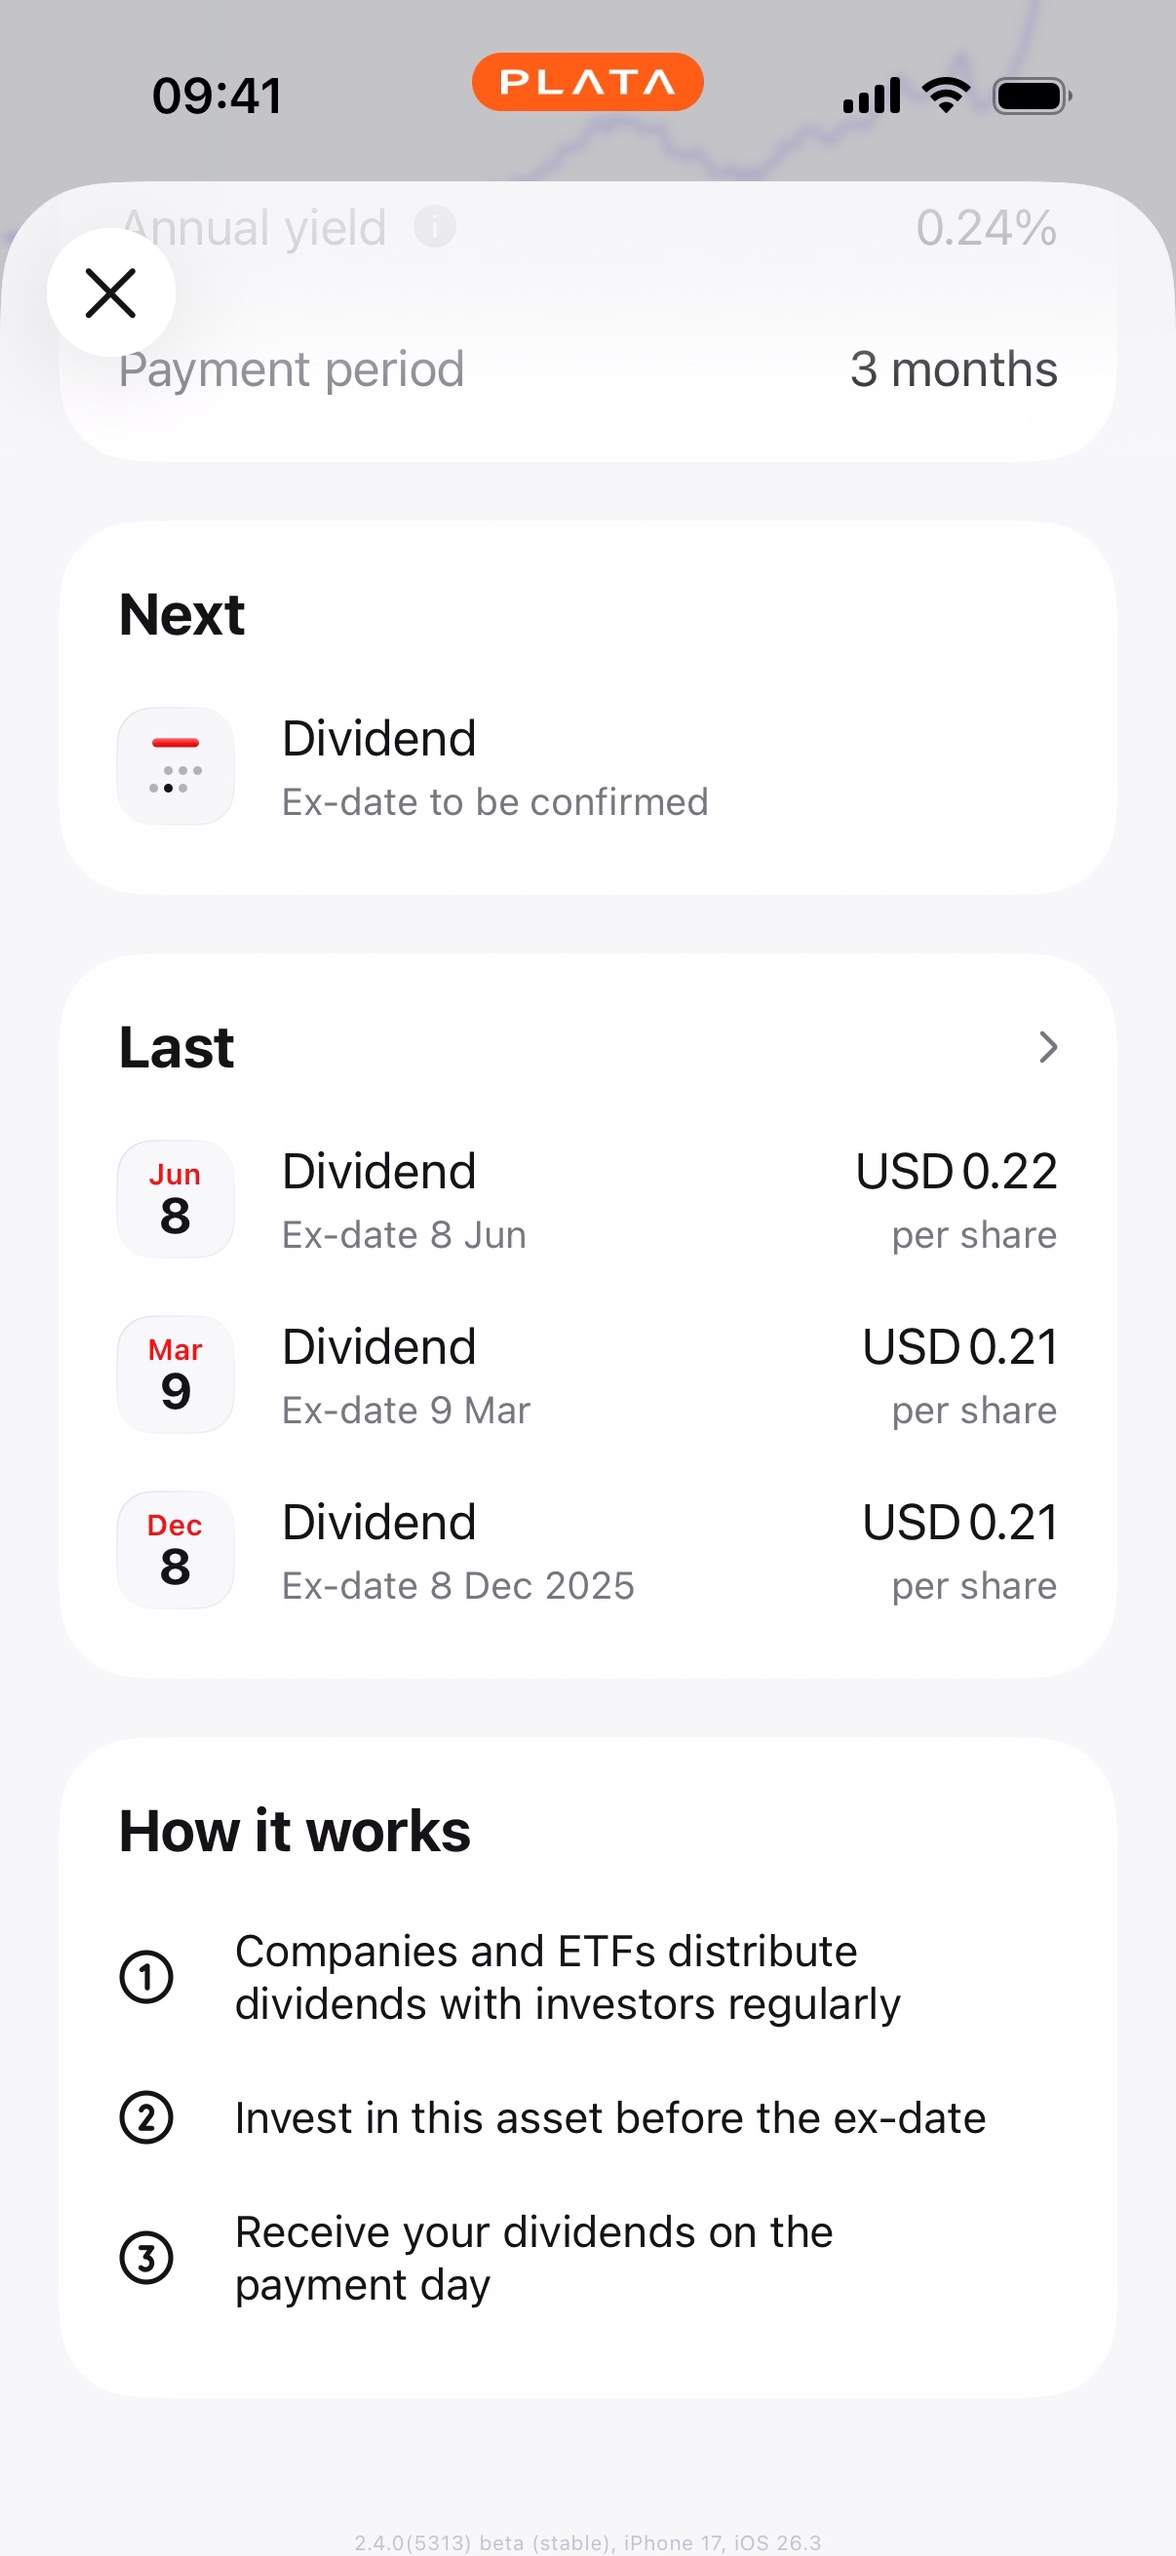 09:41
PLATA
Annual yield
0.24%
Payment period
3 months
Next
Dividend
Ex-date to be confirmed
Last
Jun
8
Dividend
USD 0.22
Ex-date 8 Jun
per share
Mar
9
Dividend
USD 0.21
Ex-date 9 Mar
per share
Dec
8
Dividend
USD 0.21
Ex-date 8 Dec 2025
per share
How it works
1
Companies and ETFs distribute
dividends with investors regularly
2
Invest in this asset before the ex-date
3
Receive your dividends on the
payment day
2.4.0(5313) beta (stable), iPhone 17, iOS 26.3